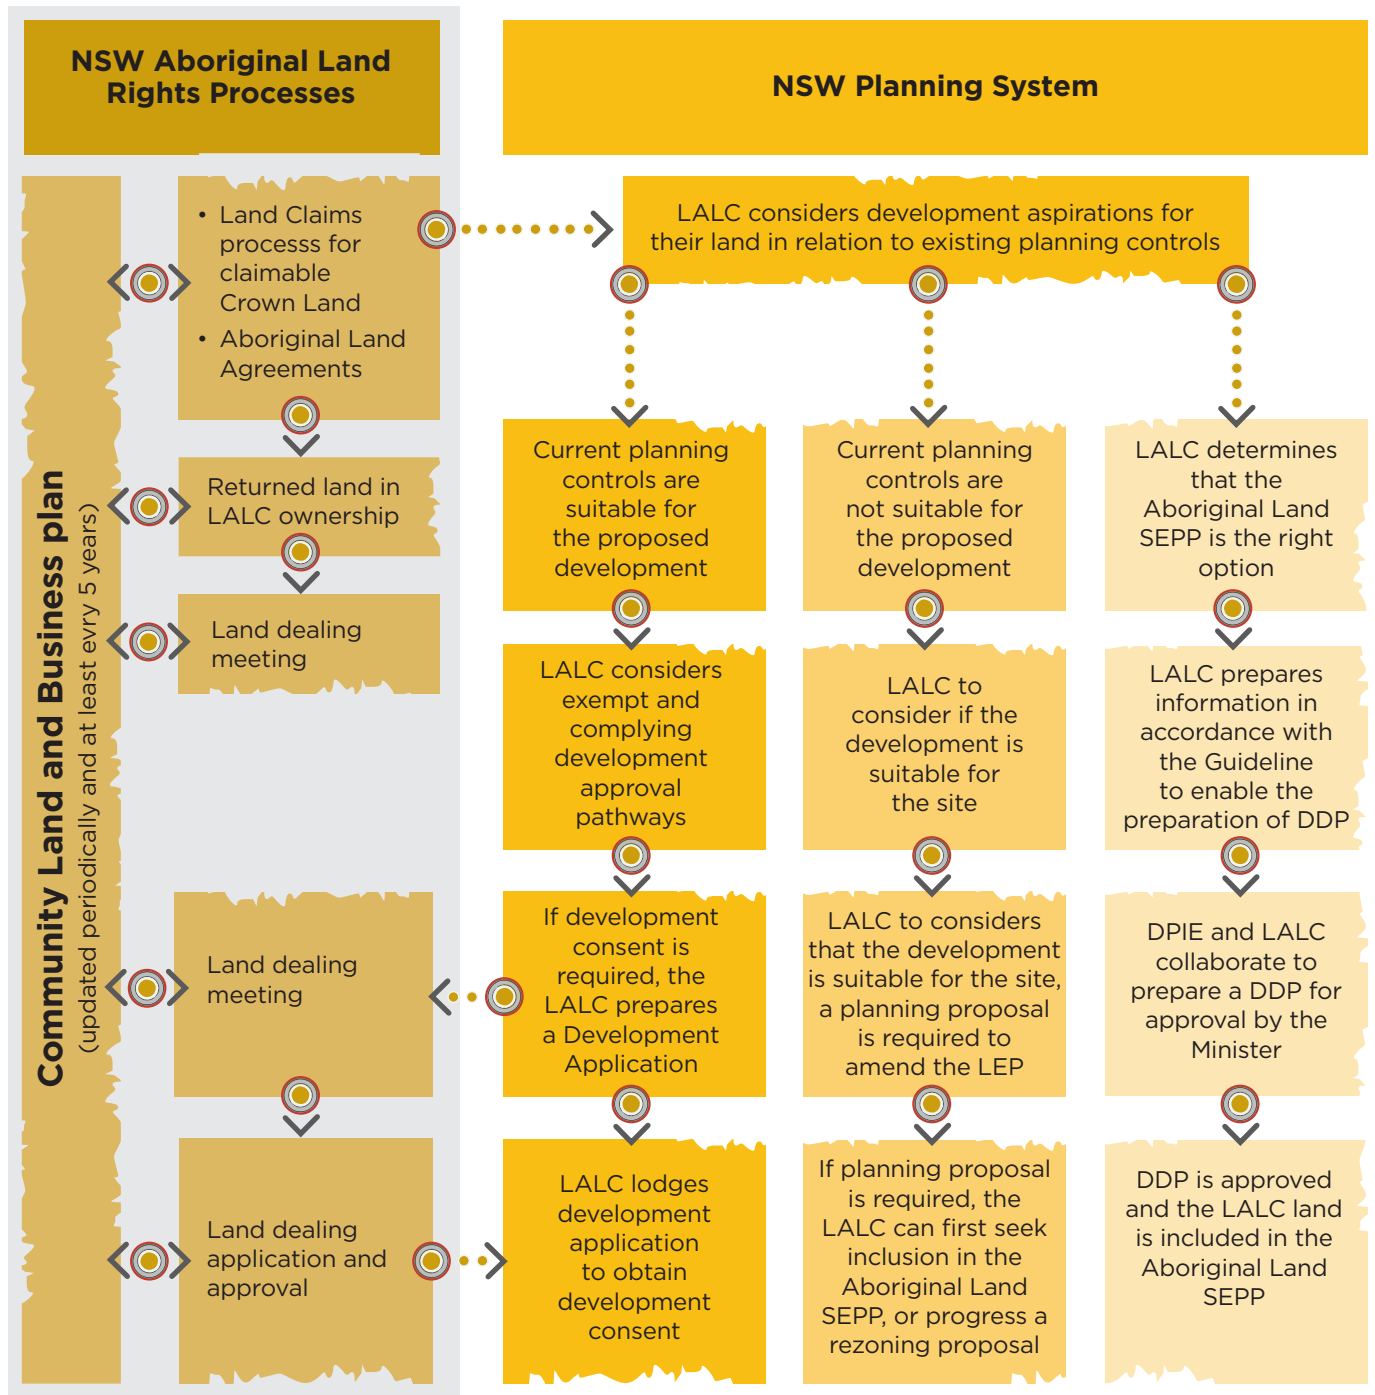 NSW Aboriginal Land
Rights Processes
NSW Planning System
Community Land and Business plan
(updated periodically and at least evry 5 years)
• Land Claims
processs for
claimable
Crown Land
• Aboriginal Land
Agreements
Returned land in
LALC ownership
Land dealing
meeting
Land dealing
meeting
Land dealing
application and
approval
LALC considers development aspirations for
their land in relation to existing planning controls
Current planning
controls are
suitable for
the proposed
development
LALC considers
exempt and
complying
development
approval
pathways
If development
consent is
required, the
LALC prepares
a Development
Application
LALC lodges
development
application
to obtain
development
consent
Current planning
controls are
not suitable for
the proposed
development
LALC to
consider if the
development is
suitable for
the site
LALC to considers
that the development
is suitable for the site,
a planning proposal
is required to
amend the LEP
If planning proposal
is required, the
LALC can first seek
inclusion in the
Aboriginal Land
SEPP, or progress a
rezoning proposal
LALC determines
that the
Aboriginal Land
SEPP is the right
option
LALC prepares
information in
accordance with
the Guideline
to enable the
preparation of DDP
DPIE and LALC
collaborate to
prepare a DDP for
approval by the
Minister
DDP is approved
and the LALC land
is included in the
Aboriginal Land
SEPP